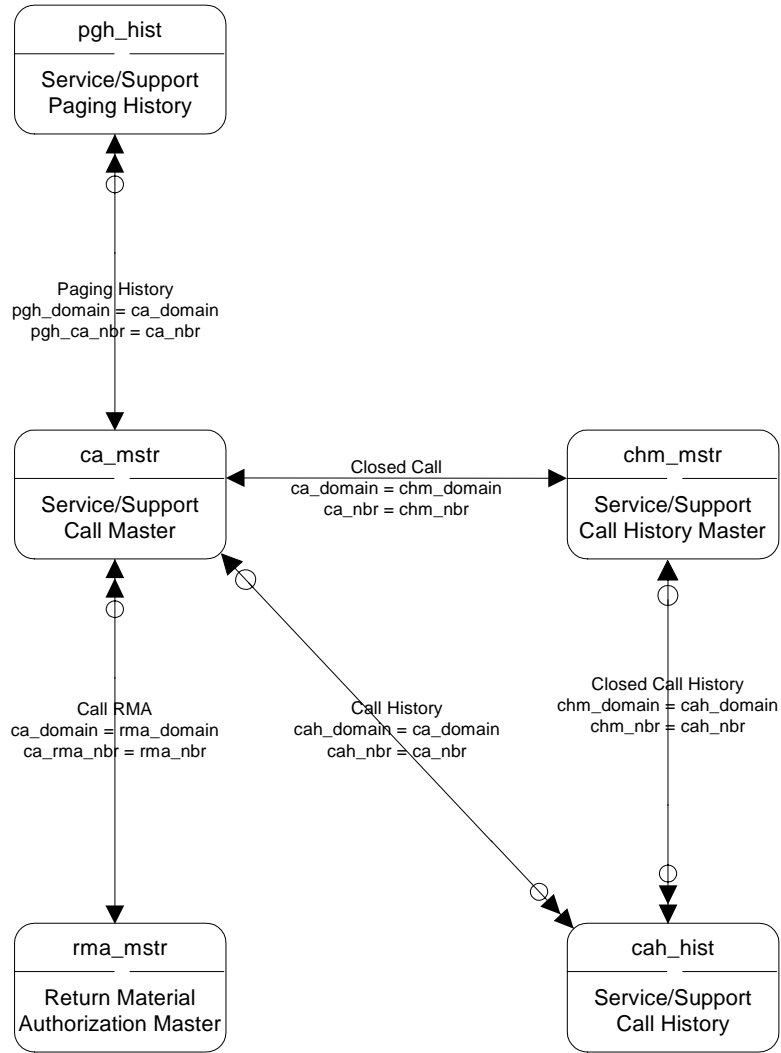 pgh_hist
Service/Support
Paging History
Paging History
pgh_domain = ca_domain
pgh_ca_nbr = ca_nbr
ca_mstr
Service/Support
Call Master
Closed Call
ca_domain = chm_domain
ca_nbr = chm_nbr
chm_mstr
Service/Support
Call History Master
Call RMA
ca_domain = rma_domain
ca_rma_nbr = rma_nbr
Call History
cah_domain = ca_domain
cah_nbr = ca_nbr
Closed Call History
chm_domain = cah_domain
chm_nbr = cah_nbr
rma_mstr
Return Material
Authorization Master
cah_hist
Service/Support
Call History